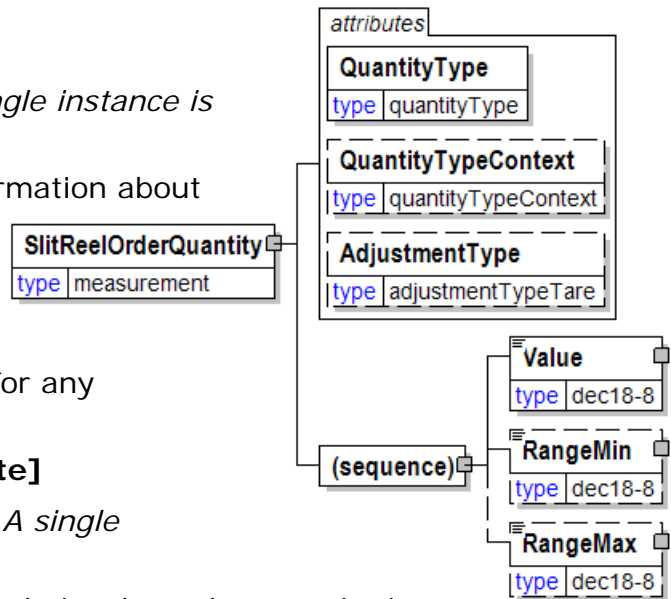 attributes
QuantityType
type quantityType
ngle instance is
QuantityTypeContext
type quantityTypeContext
rmation about
SlitReelOrderQuantity
type measurement
AdjustmentType
type adjustmentTypeTare
Value
type dec18-8
for any
(sequence)
RangeMin
type dec18-8
te]
A single
RangeMax
type dec18-8